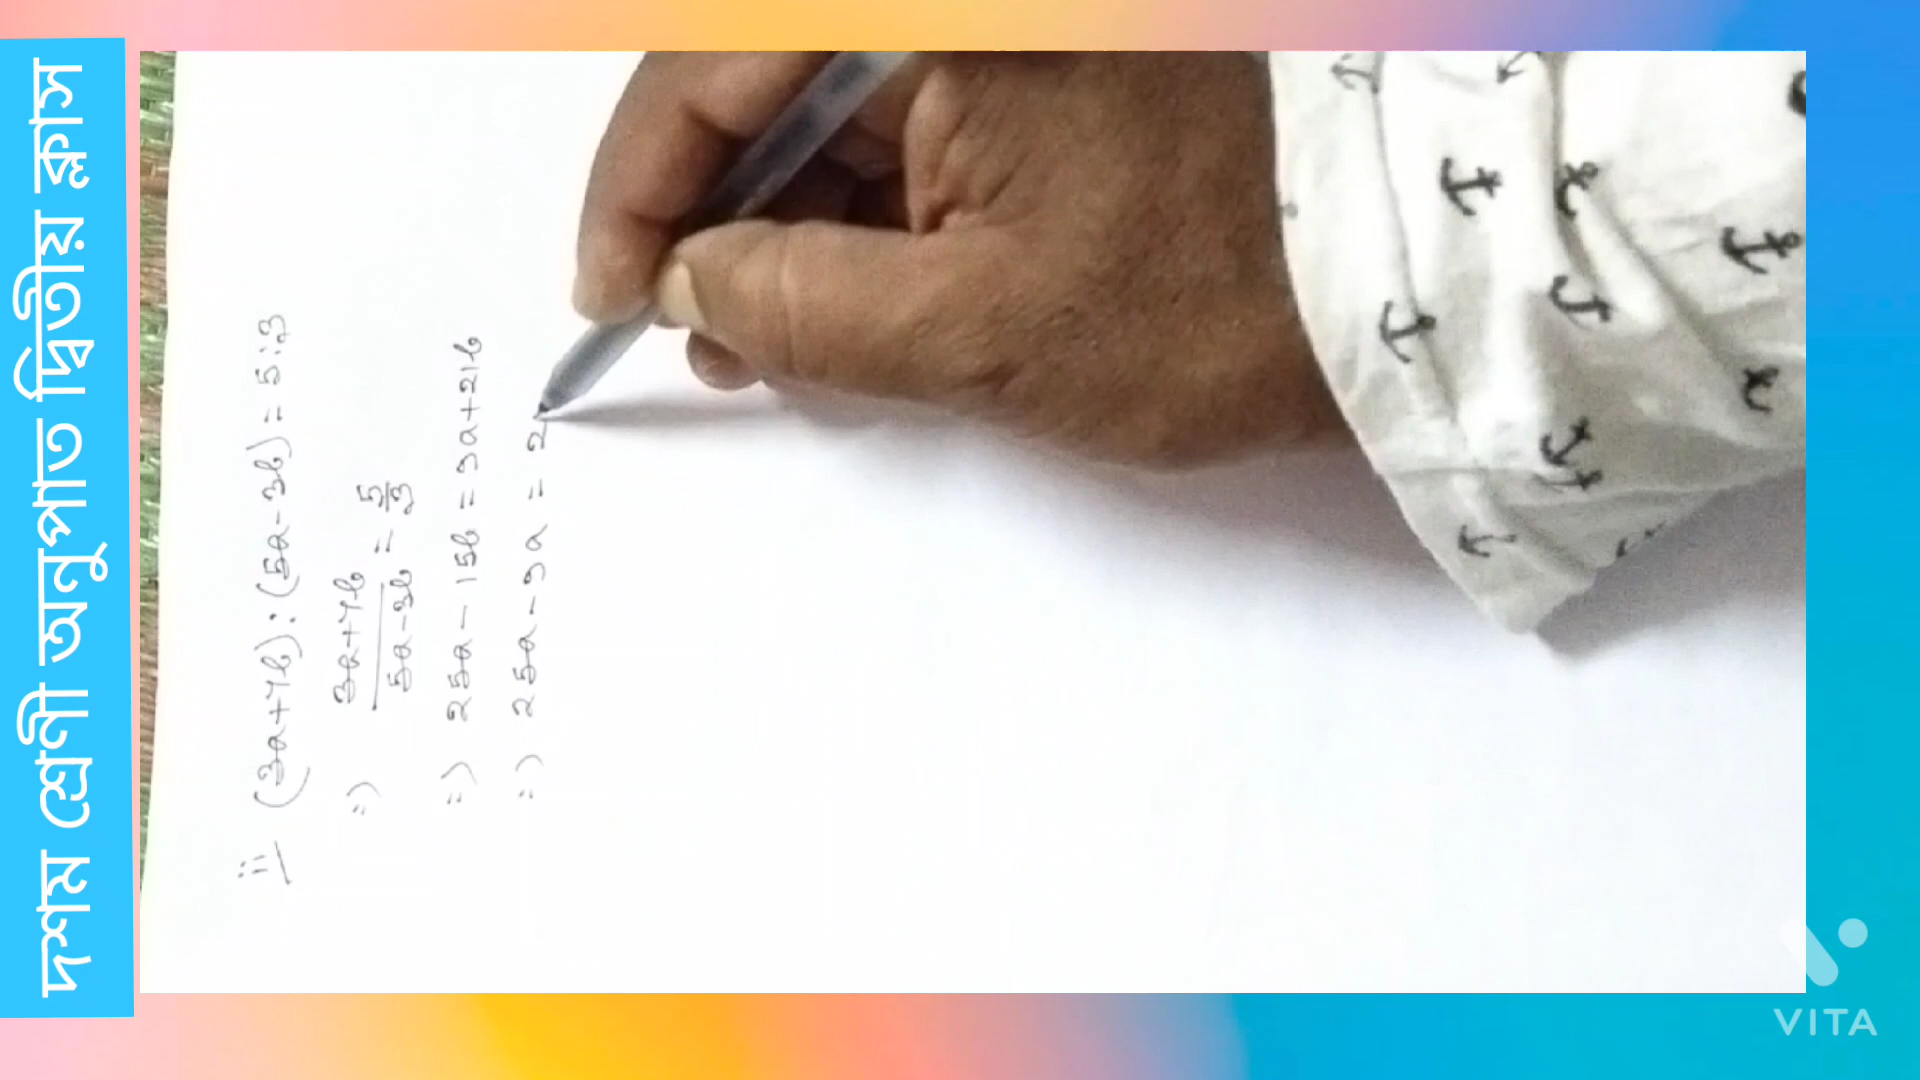 দশম শ্রেণী অনুপাত দ্বিতীয় ক্লাস
ii (3a+7b):(5a-3b)=5:3
=) 3a+7b/5a-3b = 5/3
=) 25a-15b=9a+21b
=) 25a-9a=2
VITA